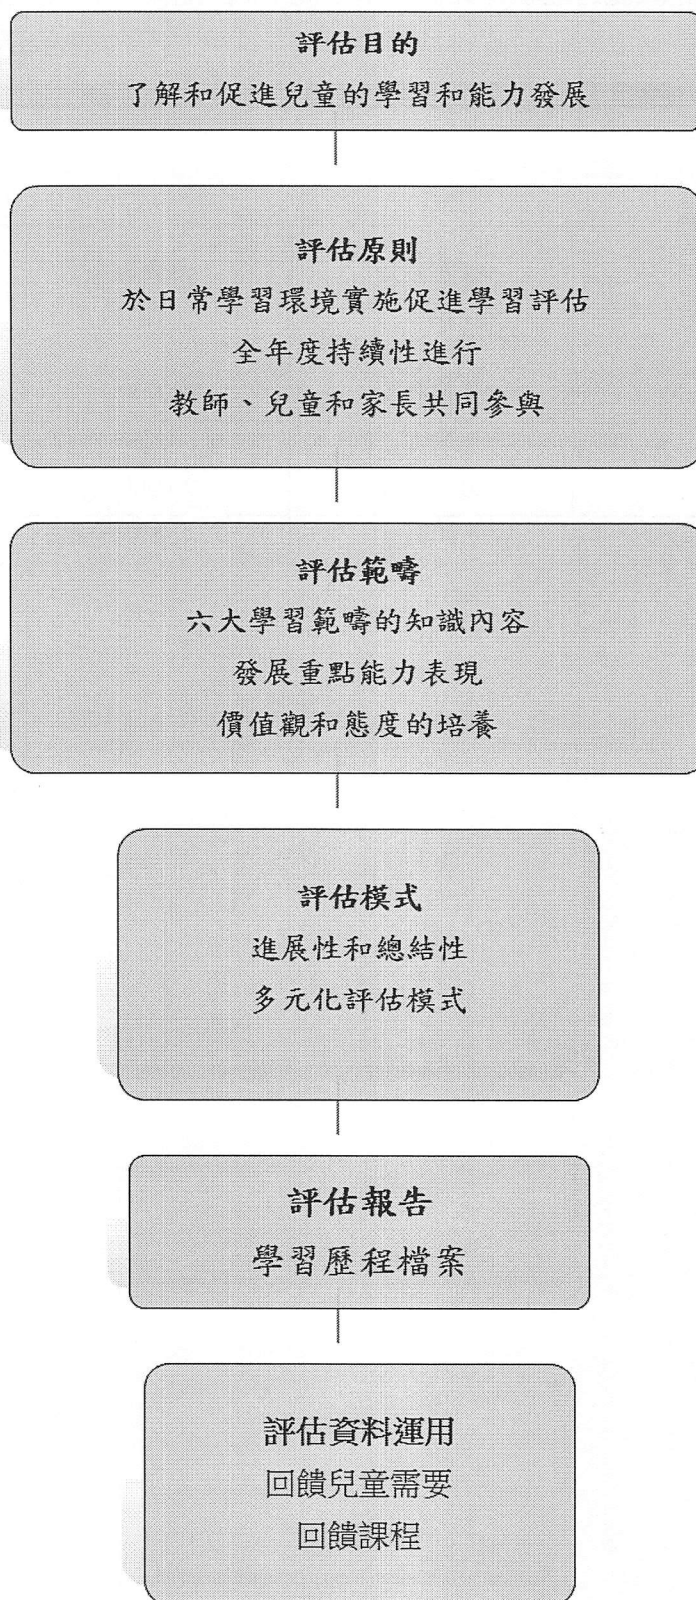 評估目的
了解和促進兒童的學習和能力發展
評估原則
於日常學習環境實施促進學習評估
全年度持續性進行
教師、兒童和家長共同參與
評估範疇
六大學習範疇的知識內容
發展重點能力表現
價值觀和態度的培養
評估模式
進展性和總結性
多元化評估模式
評估報告
學習歷程檔案
評估資料運用
回饋兒童需要
回饋課程